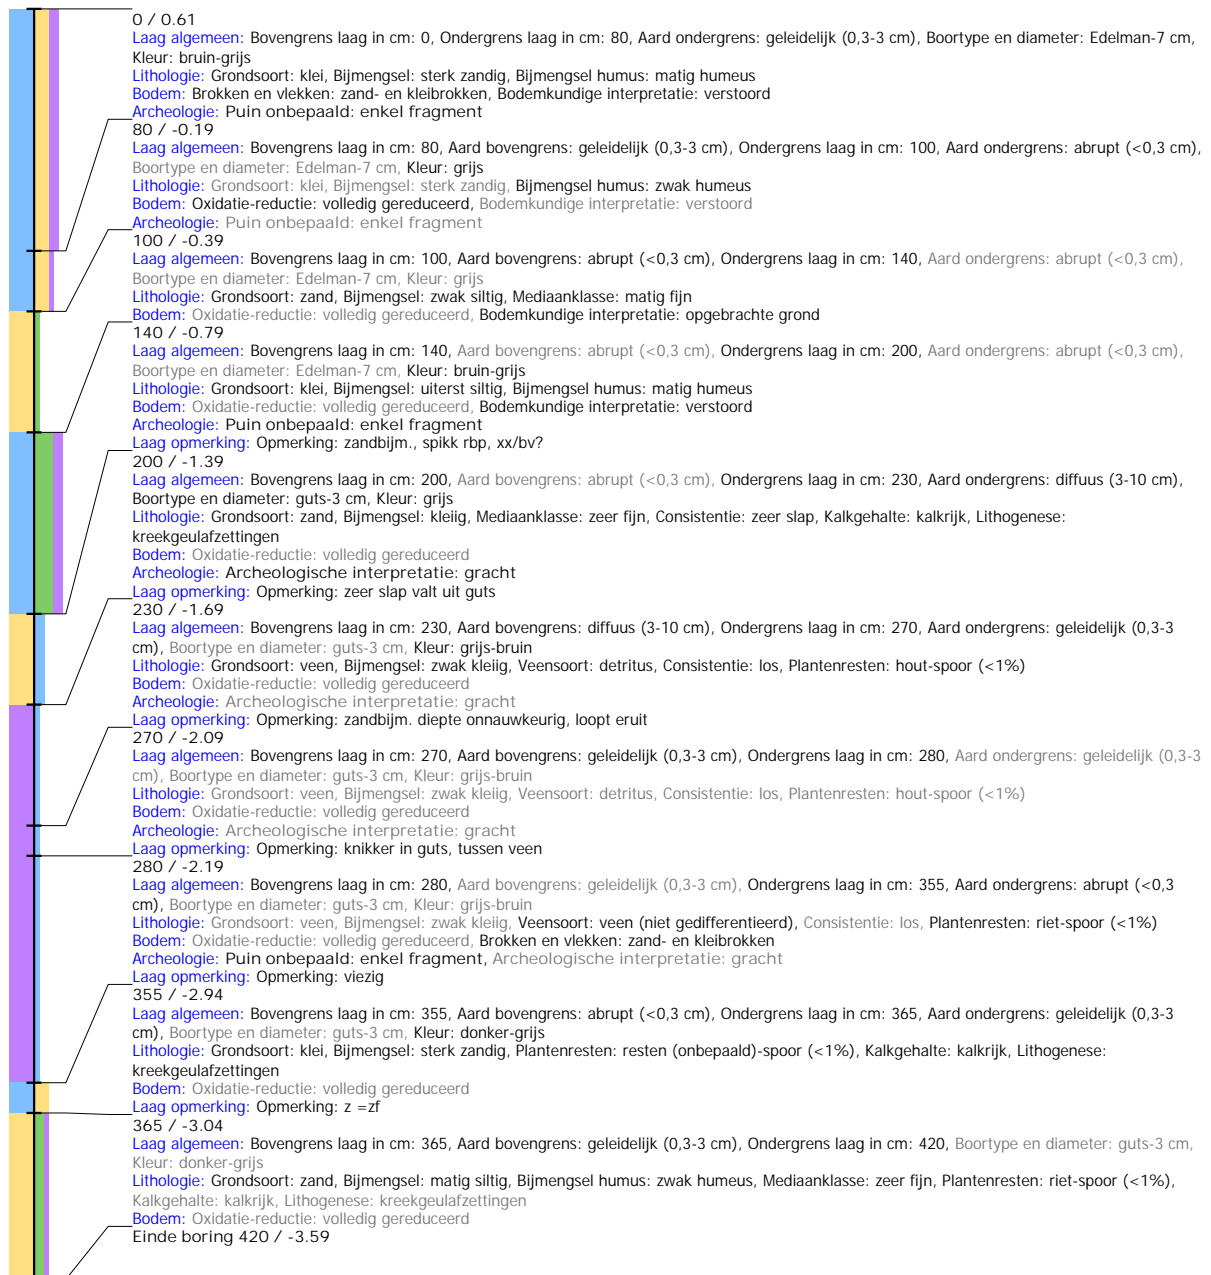 0 / 0.61
Laag algemeen: Bovengrens laag in cm: 0, Ondergrens laag in cm: 80, Aard ondergrens: geleidelijk (0,3-3 cm), Boortype en diameter: Edelman-7 cm,
Kleur: bruin-grijs
Lithologie: Grondsoort: klei, Bijmengsel: sterk zandig, Bijmengsel humus: matig humeus
Bodem: Brokken en vlekken: zand- en kleibrokken, Bodemkundige interpretatie: verstoord
Archeologie: Puin onbepaald: enkel fragment
80 / -0.19
Laag algemeen: Bovengrens laag in cm: 80, Aard bovengrens: geleidelijk (0,3-3 cm), Ondergrens laag in cm: 100, Aard ondergrens: abrupt (<0,3 cm),
Boortype en diameter: Edelman-7 cm, Kleur: grijs
Lithologie: Grondsoort: klei, Bijmengsel: sterk zandig, Bijmengsel humus: zwak humeus
Bodem: Oxidatie-reductie: volledig gereduceerd, Bodemkundige interpretatie: verstoord
Archeologie: Puin onbepaald: enkel fragment
100 / -0.39
Laag algemeen: Bovengrens laag in cm: 100, Aard bovengrens: abrupt (<0,3 cm), Ondergrens laag in cm: 140, Aard ondergrens: abrupt (<0,3 cm),
Boortype en diameter: Edelman-7 cm, Kleur: grijs
Lithologie: Grondsoort: zand, Bijmengsel: zwak siltig, Mediaanklasse: matig fijn
Bodem: Oxidatie-reductie: volledig gereduceerd, Bodemkundige interpretatie: opgebrachte grond
140 / -0.79
Laag algemeen: Bovengrens laag in cm: 140, Aard bovengrens: abrupt (<0,3 cm), Ondergrens laag in cm: 200, Aard ondergrens: abrupt (<0,3 cm),
Boortype en diameter: Edelman-7 cm, Kleur: bruin-grijs
Lithologie: Grondsoort: klei, Bijmengsel: uiterst siltig, Bijmengsel humus: matig humeus
Bodem: Oxidatie-reductie: volledig gereduceerd, Bodemkundige interpretatie: verstoord
Archeologie: Puin onbepaald: enkel fragment
Laag opmerking: Opmerking: zandbijm., spikk rbp, xx/bv?
200 / -1.39
Laag algemeen: Bovengrens laag in cm: 200, Aard bovengrens: abrupt (<0,3 cm), Ondergrens laag in cm: 230, Aard ondergrens: diffuus (3-10 cm),
Boortype en diameter: guts-3 cm, Kleur: grijs
Lithologie: Grondsoort: zand, Bijmengsel: kleiig, Mediaanklasse: zeer fijn, Consistentie: zeer slap, Kalkgehalte: kalkrijk, Lithogenese:
kreekgeulafzettingen
Bodem: Oxidatie-reductie: volledig gereduceerd
Archeologie: Archeologische interpretatie: gracht
Laag opmerking: Opmerking: zeer slap valt uit guts
230 / -1.69
Laag algemeen: Bovengrens laag in cm: 230, Aard bovengrens: diffuus (3-10 cm), Ondergrens laag in cm: 270, Aard ondergrens: geleidelijk (0,3-3
cm), Boortype en diameter: guts-3 cm, Kleur: grijs-bruin
Lithologie: Grondsoort: veen, Bijmengsel: zwak kleiig, Veensoort: detritus, Consistentie: los, Plantenresten: hout-spoor (<1%)
Bodem: Oxidatie-reductie: volledig gereduceerd
Archeologie: Archeologische interpretatie: gracht
Laag opmerking: Opmerking: zandbijm. diepte onnauwkeurig, loopt eruit
270 / -2.09
Laag algemeen: Bovengrens laag in cm: 270, Aard bovengrens: geleidelijk (0,3-3 cm), Ondergrens laag in cm: 280, Aard ondergrens: geleidelijk (0,3-3
cm), Boortype en diameter: guts-3 cm, Kleur: grijs-bruin
Lithologie: Grondsoort: veen, Bijmengsel: zwak kleiig, Veensoort: detritus, Consistentie: los, Plantenresten: hout-spoor (<1%)
Bodem: Oxidatie-reductie: volledig gereduceerd
Archeologie: Archeologische interpretatie: gracht
Laag opmerking: Opmerking: knikker in guts, tussen veen
280 / -2.19
Laag algemeen: Bovengrens laag in cm: 280, Aard bovengrens: geleidelijk (0,3-3 cm), Ondergrens laag in cm: 355, Aard ondergrens: abrupt (<0,3
cm), Boortype en diameter: guts-3 cm, Kleur: grijs-bruin
Lithologie: Grondsoort: veen, Bijmengsel: zwak kleiig, Veensoort: veen (niet gedifferentieerd), Consistentie: los, Plantenresten: riet-spoor (<1%)
Bodem: Oxidatie-reductie: volledig gereduceerd, Brokken en vlekken: zand- en kleibrokken
Archeologie: Puin onbepaald: enkel fragment, Archeologische interpretatie: gracht
Laag opmerking: Opmerking: viezig
355 / -2.94
Laag algemeen: Bovengrens laag in cm: 355, Aard bovengrens: abrupt (<0,3 cm), Ondergrens laag in cm: 365, Aard ondergrens: geleidelijk (0,3-3
cm), Boortype en diameter: guts-3 cm, Kleur: donker-grijs
Lithologie: Grondsoort: klei, Bijmengsel: sterk zandig, Plantenresten: resten (onbepaald)-spoor (<1%), Kalkgehalte: kalkrijk, Lithogenese:
kreekgeulafzettingen
Bodem: Oxidatie-reductie: volledig gereduceerd
Laag opmerking: Opmerking: z =zf
365 / -3.04
Laag algemeen: Bovengrens laag in cm: 365, Aard bovengrens: geleidelijk (0,3-3 cm), Ondergrens laag in cm: 420, Boortype en diameter: guts-3 cm,
Kleur: donker-grijs
Lithologie: Grondsoort: zand, Bijmengsel: matig siltig, Bijmengsel humus: zwak humeus, Mediaanklasse: zeer fijn, Plantenresten: riet-spoor (<1%),
Kalkgehalte: kalkrijk, Lithogenese: kreekgeulafzettingen
Bodem: Oxidatie-reductie: volledig gereduceerd
Einde boring 420 / -3.59